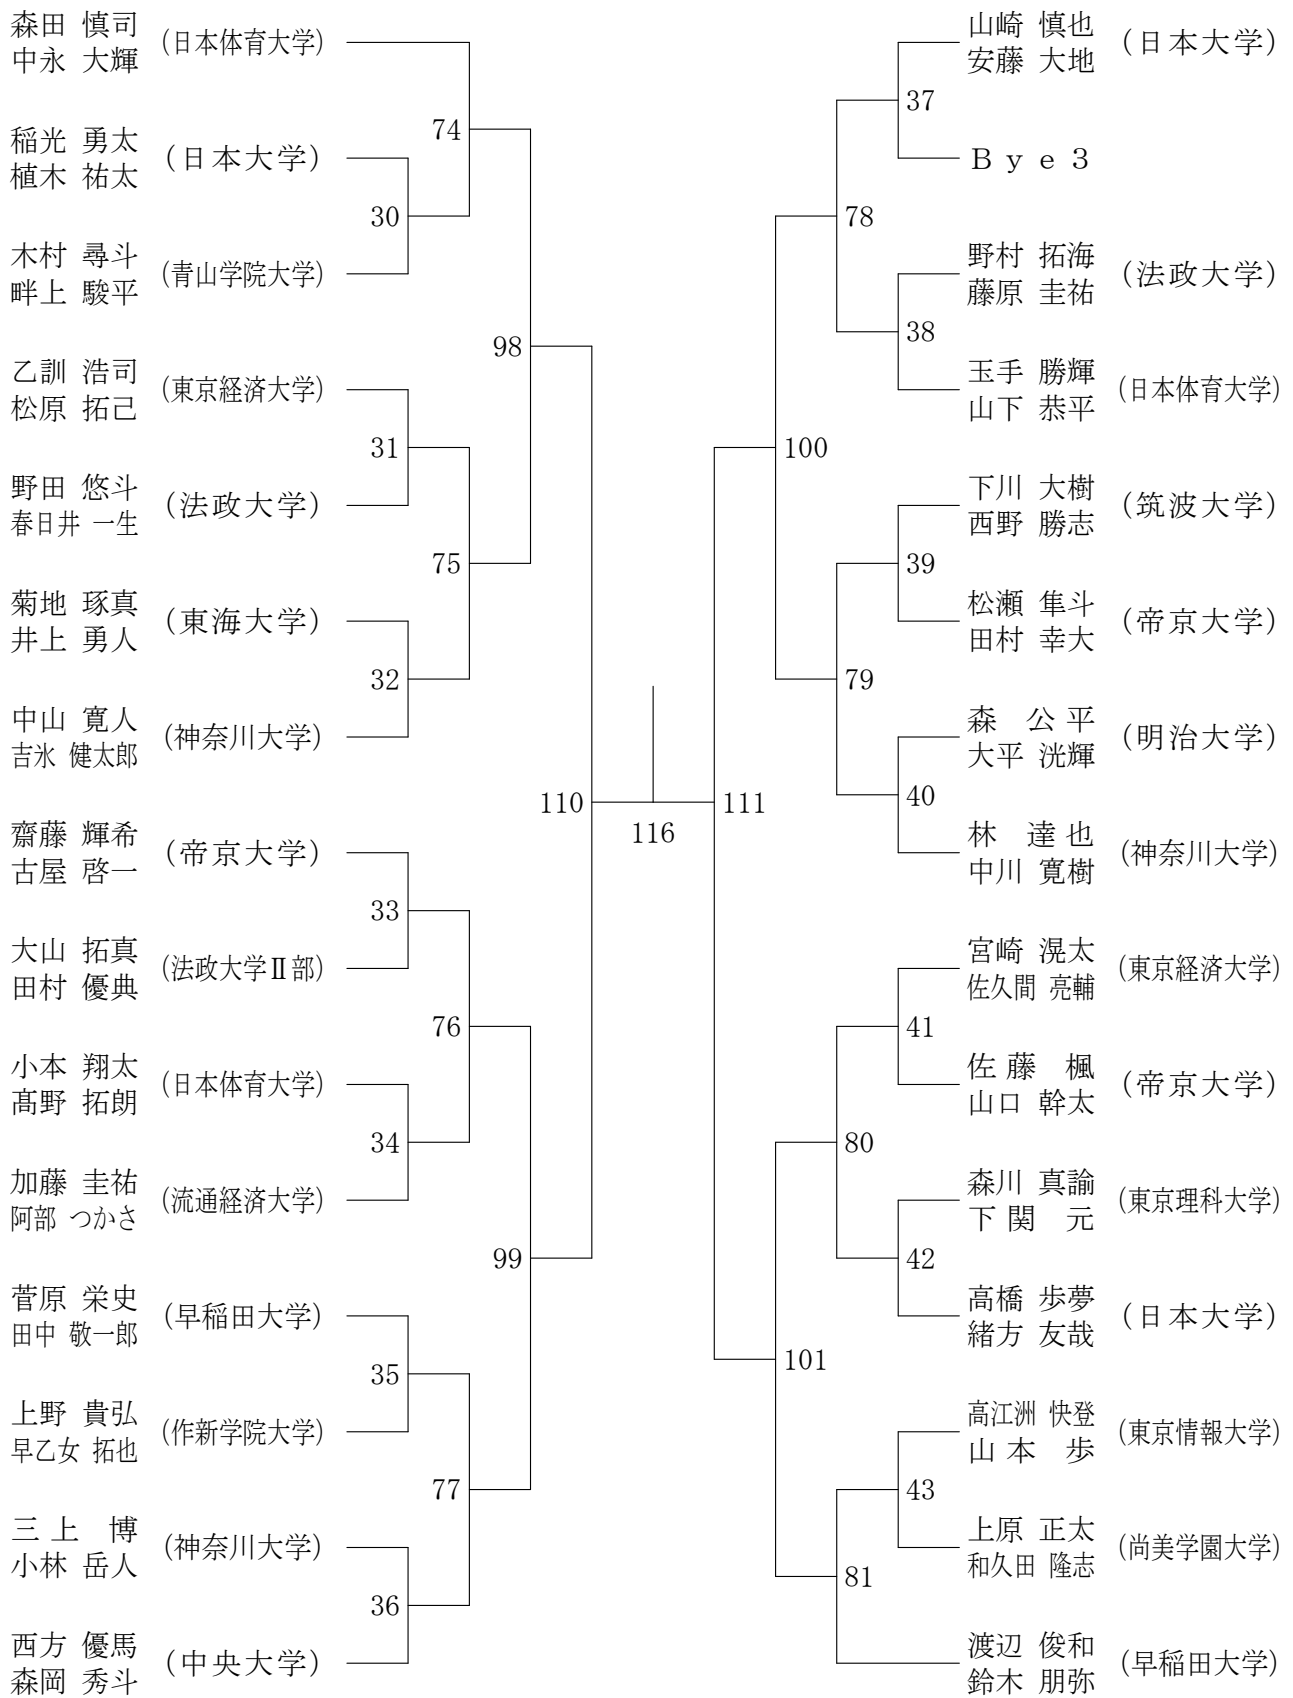 森田 慎司
中永 大輝
(日本体育大学)
稲光 勇太
植木 祐太
(日本大学)
木村 尋斗
畔上 駿平
(青山学院大学)
乙訓 浩司
松原 拓己
(東京経済大学)
野田 悠斗
春日井 一生
(法政大学)
菊地 琢真
井上 勇人
(東海大学)
中山 寛人
吉氷 健太郎
(神奈川大学)
齋藤 輝希
古屋 啓一
(帝京大学)
大山 拓真
田村 優典
(法政大学Ⅱ部)
小本 翔太
髙野 拓朗
(日本体育大学)
加藤 圭祐
阿部 つかさ
(流通経済大学)
菅原 栄史
田中 敬一郎
(早稲田大学)
上野 貴弘
早乙女 拓也
(作新学院大学)
三上 博
小林 岳人
(神奈川大学)
西方 優馬
森岡 秀斗
(中央大学)
30
31
32
33
34
35
36
74
75
76
77
98
99
110
116
111
100
101
78
79
80
81
37
38
39
40
41
42
43
山崎 慎也
安藤 大地
(日本大学)
Bye3
野村 拓海
藤原 圭祐
(法政大学)
玉手 勝輝
山下 恭平
(日本体育大学)
下川 大樹
西野 勝志
(筑波大学)
松瀬 隼斗
田村 幸大
(帝京大学)
森 公平
大平 洸輝
(明治大学)
林 達也
中川 寛樹
(神奈川大学)
宮崎 滉太
佐久間 亮輔
(東京経済大学)
佐藤 楓
山口 幹太
(帝京大学)
森川 真諭
下関 元
(東京理科大学)
高橋 歩夢
緒方 友哉
(日本大学)
高江洲 快登
山本 歩
(東京情報大学)
上原 正太
和久田 隆志
(尚美学園大学)
渡辺 俊和
鈴木 朋弥
(早稲田大学)